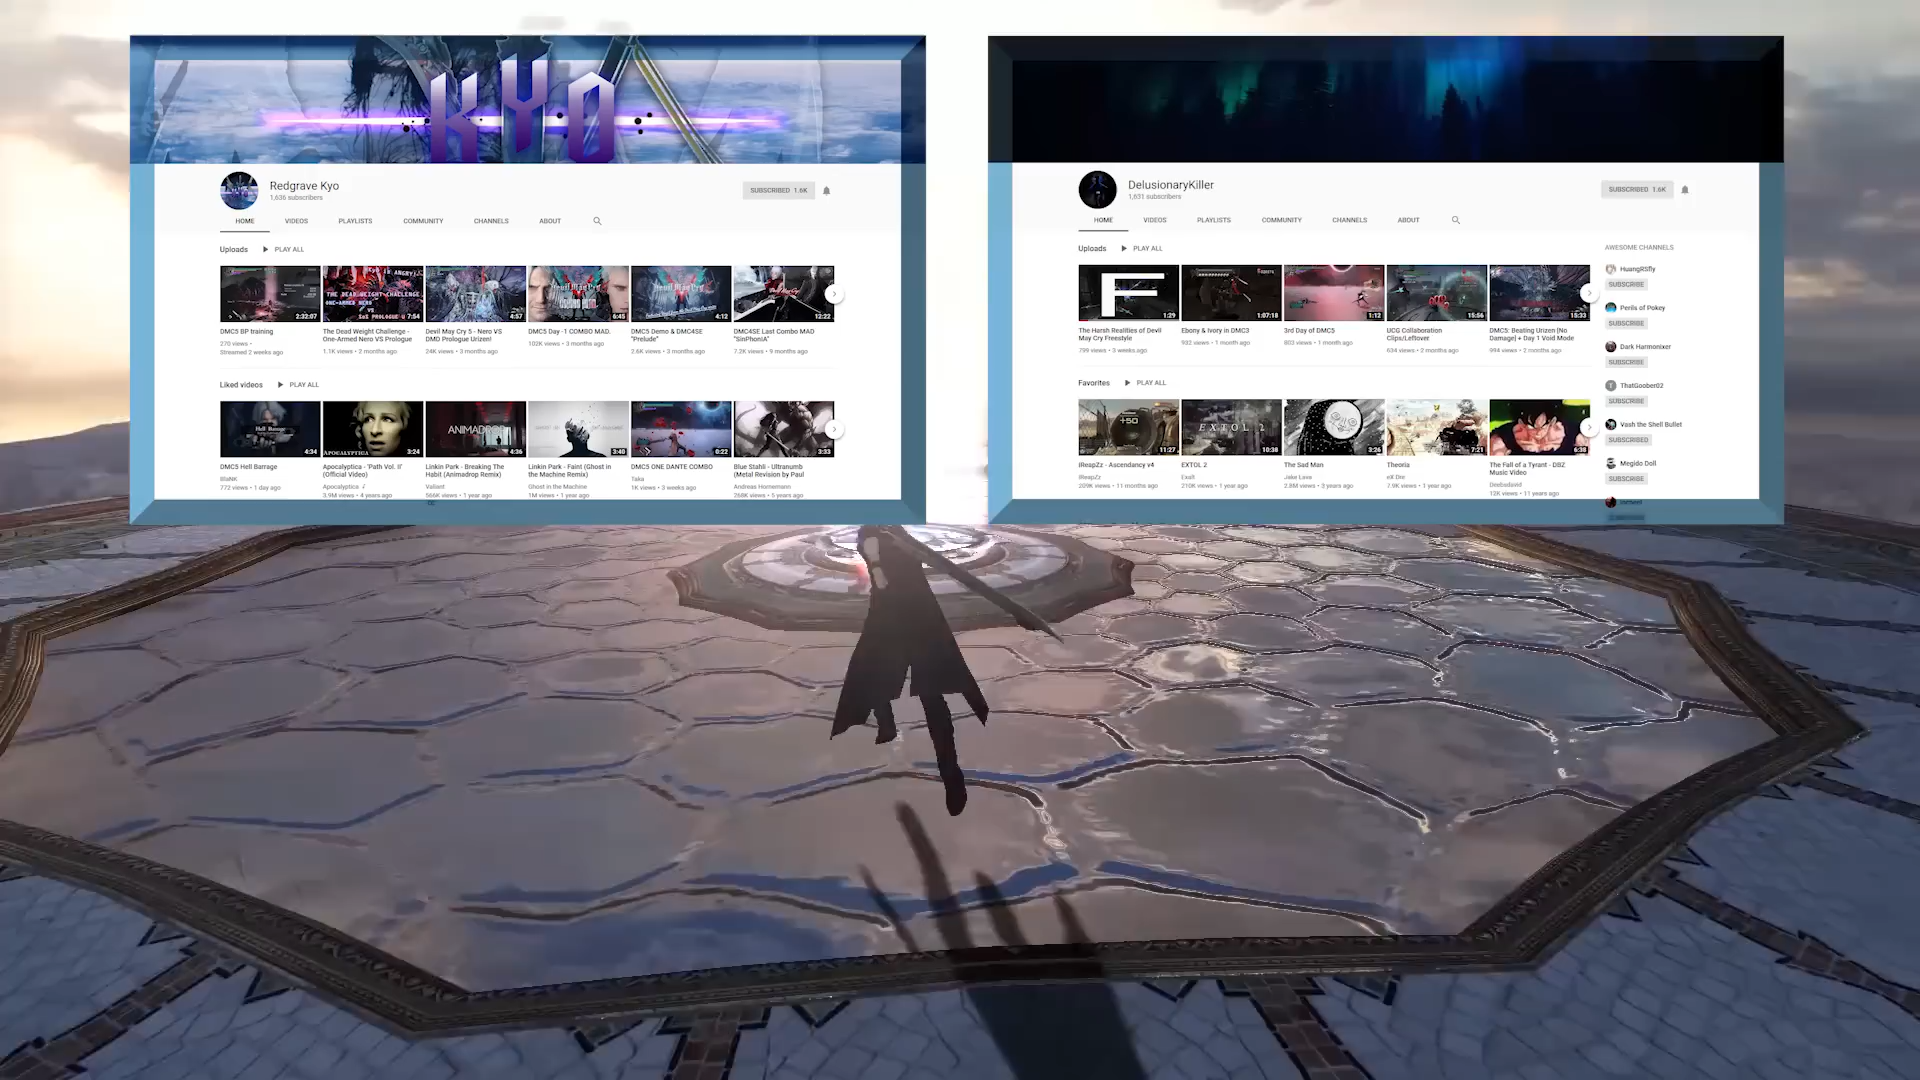 KYO
Redgrave Kyo
1,636 subscribers
SUBSCRIBED 1.6K
HOME VIDEOS PLAYLISTS COMMUNITY CHANNELS ABOUT
Uploads PLAY ALL
2:32:07 7:54 4:57 6:45 4:12 12:22
DMC5 BP training
270 views •
Streamed 2 weeks ago
The Dead Weight Challenge -
One-Armed Nero VS Prologue
1.1K views • 2 months ago
Devil May Cry 5 - Nero VS
DMD Prologue Urizen!
24K views • 3 months ago
DMC5 Day -1 COMBO MAD.
102K views • 3 months ago
DMC5 Demo & DMC4SE
"Prelude"
2.6K views • 3 months ago
DMC4SE Last Combo MAD
"SinPhonIA"
7.2K views • 9 months ago
Liked videos PLAY ALL
4:34 3:24 4:36 3:40 0:22 3:33
DMC5 Hell Barrage
BlaNK
772 views • 1 day ago
Apocalyptica - 'Path Vol. II'
(Official Video)
Apocalyptica
3.9M views • 4 years ago
Linkin Park - Breaking The
Habit (Animadrop Remix)
Valiant
566K views • 1 year ago
CC
Linkin Park - Faint (Ghost in
the Machine Remix)
Ghost in the Machine
1M views • 1 year ago
DMC5 ONE DANTE COMBO
Taka
1K views • 3 weeks ago
Blue Stahli - Ultranumb
(Metal Revision by Paul
Andreas Hornemann
268K views • 5 years ago
DelusionaryKiller
1,631 subscribers
SUBSCRIBED 1.6K
HOME VIDEOS PLAYLISTS COMMUNITY CHANNELS ABOUT
Uploads PLAY ALL
1:29 1:07:18 1:12 15:56 15:33
The Harsh Realities of Devil
May Cry Freestyle
799 views • 3 weeks ago
Ebony & Ivory in DMC3
932 views • 1 month ago
3rd Day of DMC5
803 views • 1 month ago
UCG Collaboration
Clips/Leftover
634 views • 2 months ago
DMC5: Beating Urizen [No
Damage] + Day 1 Void Mode
994 views • 2 months ago
Favorites PLAY ALL
11:27 10:38 3:26 7:21 6:38
iReapZz - Ascendancy v4
iReapZz
209K views • 11 months ago
EXTOL 2
Exalt
210K views • 1 year ago
The Sad Man
Jake Lava
2.8M views • 3 years ago
Theoria
elK Dre
7.9K views • 1 year ago
The Fall of a Tyrant - DBZ
Music Video
Deebsdavid
12K views • 11 years ago
AWESOME CHANNELS
HuangRSfly
SUBSCRIBE
Perils of Pokey
SUBSCRIBE
Dark Harmonixer
SUBSCRIBE
ThatGoober02
SUBSCRIBE
Vash the Shell Bullet
SUBSCRIBED
Megido Doll
SUBSCRIBE